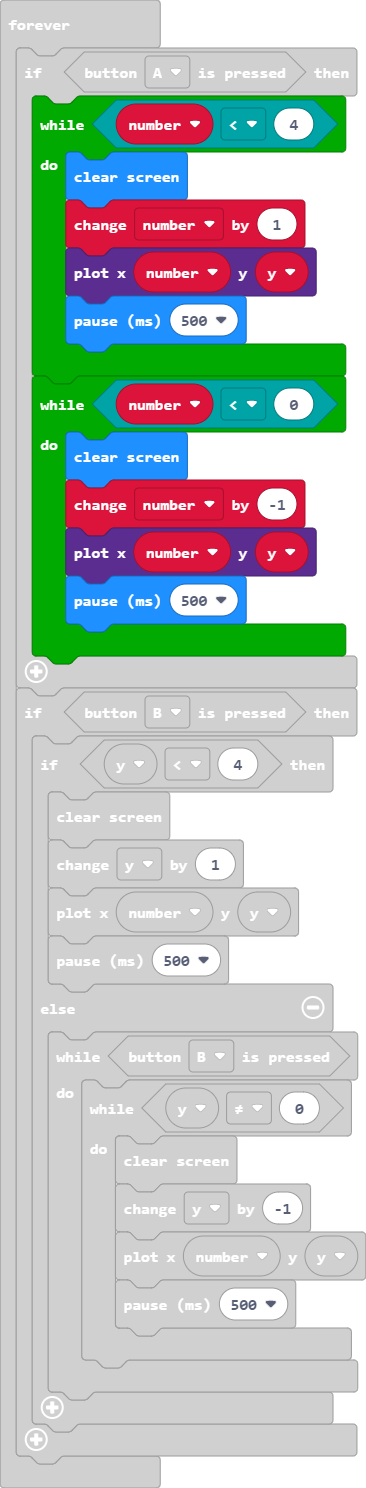 forever
if button A is pressed then
while number < 4
do
clear screen
change number by 1
plot x number y y
pause (ms) 500
while number < 0
do
clear screen
change number by -1
plot x number y y
pause (ms) 500
if button B is pressed then
if y < 4 then
clear screen
change y by 1
plot x number y y
pause (ms) 500
else
while button B is pressed
do
while y ≠ 0
do
clear screen
change y by -1
plot x number y y
pause (ms) 500